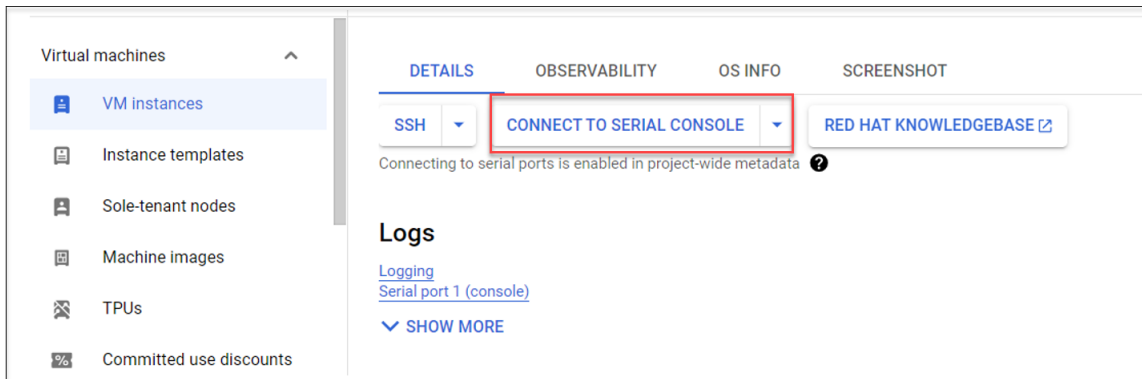 Virtual machines
VM instances
Instance templates
Sole-tenant nodes
Machine images
TPUs
Committed use discounts
DETAILS OBSERVABILITY OS INFO SCREENSHOT
SSH CONNECT TO SERIAL CONSOLE RED HAT KNOWLEDGEBASE
Connecting to serial ports is enabled in project-wide metadata ?
Logs
Logging
Serial port 1 (console)
SHOW MORE